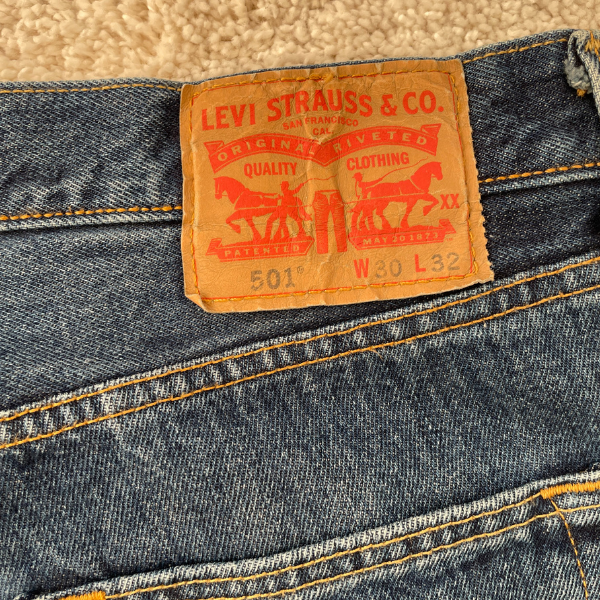 LEVI STRAUSS & CO.
SAN FRANCISCO
CAL.
ORIGINAL RIVETED
QUALITY CLOTHING
XX
PATENTED MAY 20 1873
501® W30 L32